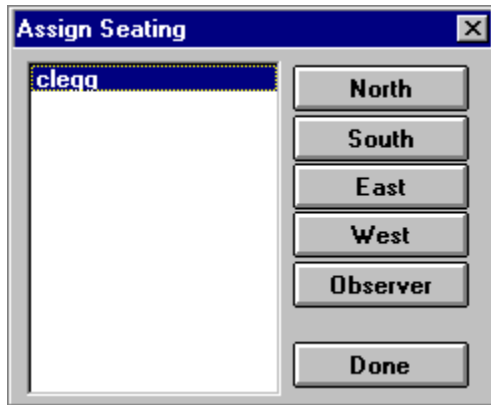 Assign Seating
clegg
North
South
East
West
Observer
Done